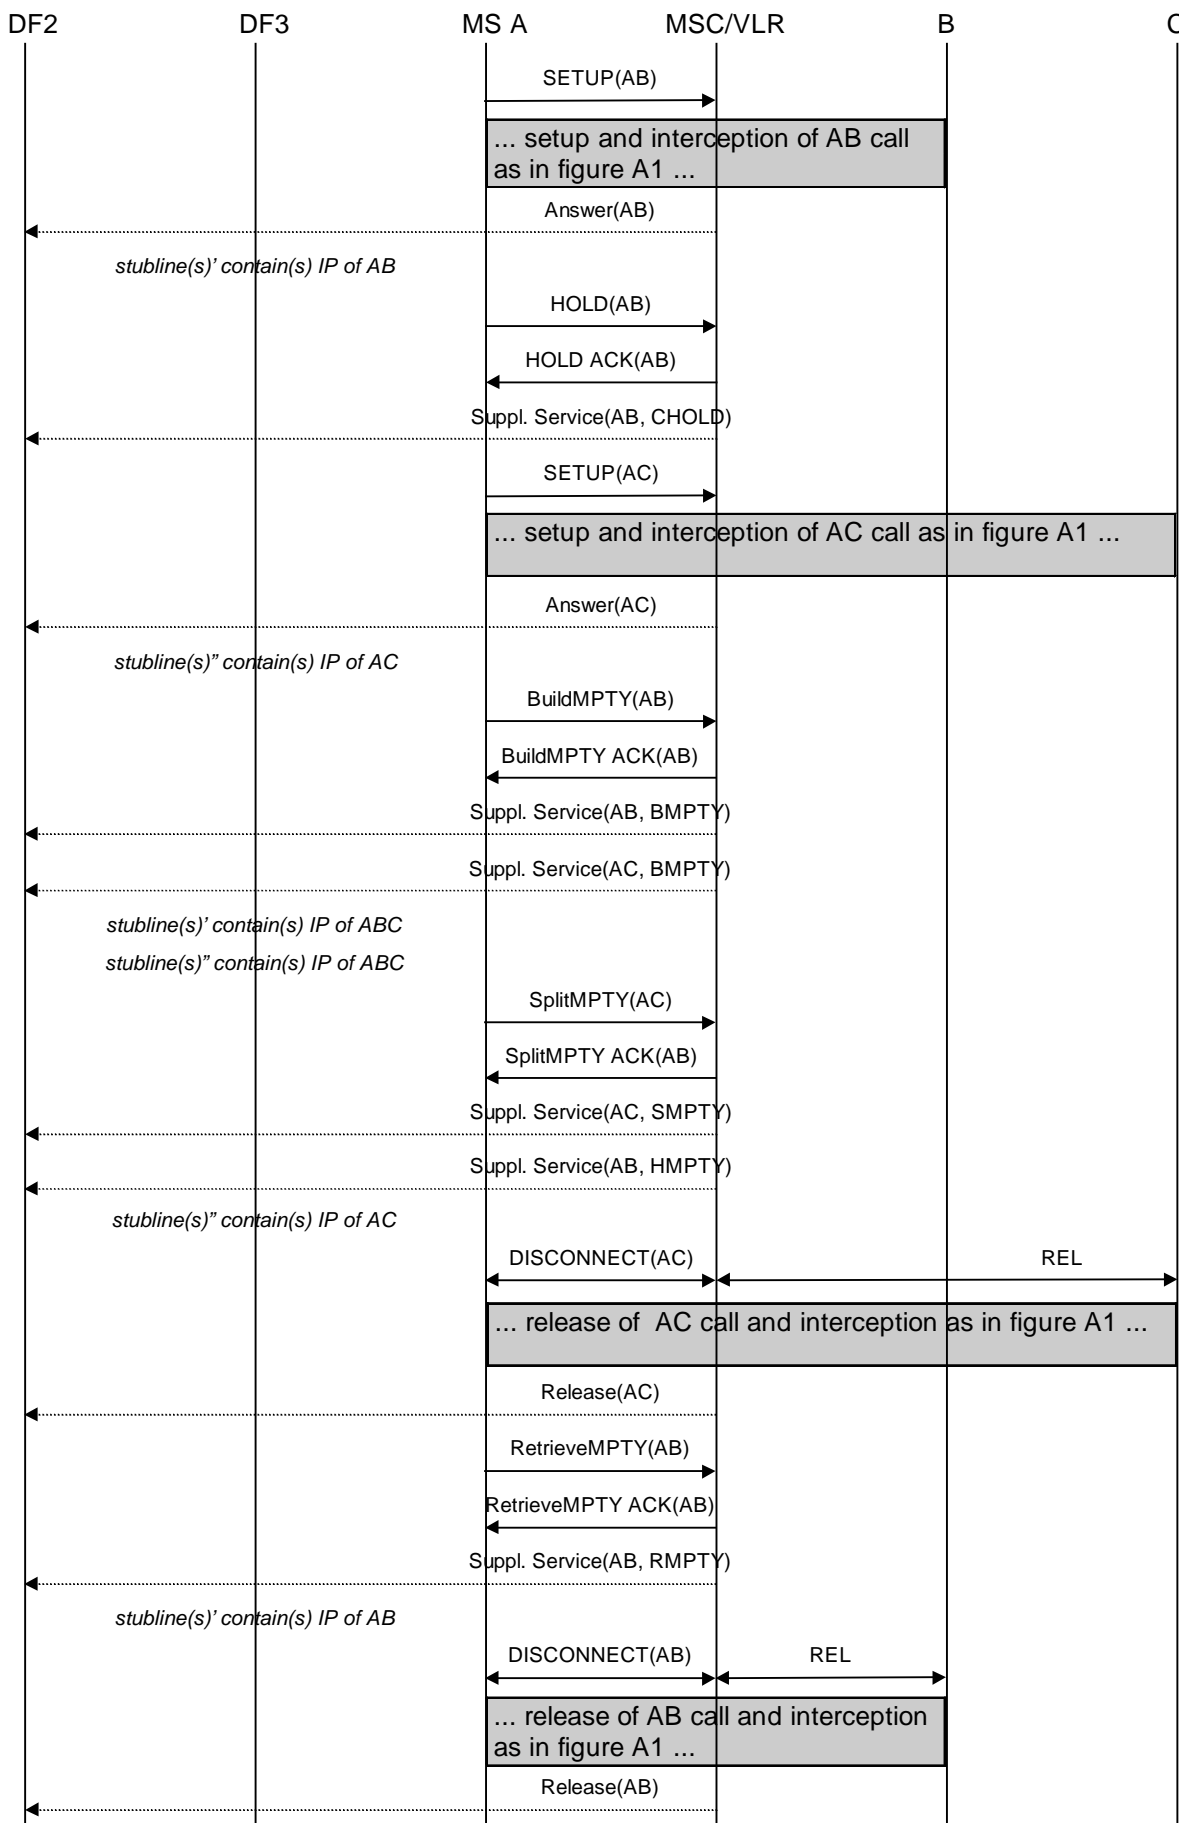 DF2 DF3 MS A MSC/VLR B C
SETUP(AB)
... setup and interception of AB call
as in figure A1 ...
Answer(AB)
stubline(s)’ contain(s) IP of AB
HOLD(AB)
HOLD ACK(AB)
Suppl. Service(AB, CHOLD)
SETUP(AC)
... setup and interception of AC call as in figure A1 ...
Answer(AC)
stubline(s)” contain(s) IP of AC
BuildMPTY(AB)
BuildMPTY ACK(AB)
Suppl. Service(AB, BMPTY)
Suppl. Service(AC, BMPTY)
stubline(s)’ contain(s) IP of ABC
stubline(s)” contain(s) IP of ABC
SplitMPTY(AC)
SplitMPTY ACK(AB)
Suppl. Service(AC, SMPTY)
Suppl. Service(AB, HMPTY)
stubline(s)” contain(s) IP of AC
DISCONNECT(AC) REL
... release of  AC call and interception as in figure A1 ...
Release(AC)
RetrieveMPTY(AB)
RetrieveMPTY ACK(AB)
Suppl. Service(AB, RMPTY)
stubline(s)’ contain(s) IP of AB
DISCONNECT(AB) REL
... release of AB call and interception
as in figure A1 ...
Release(AB)